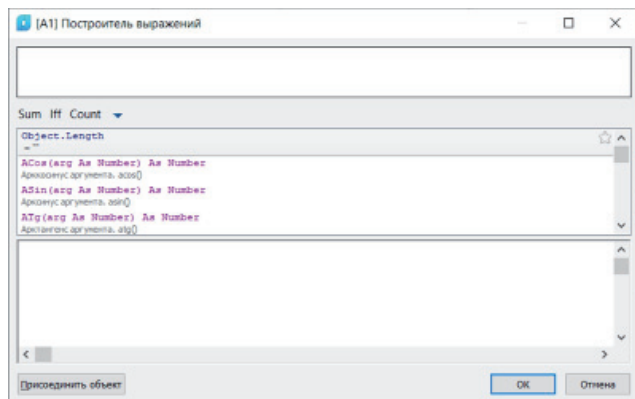 [A1] Построитель выражений
Sum Iff Count
Object.Length
= ""
ACos(arg As Number) As Number
Арккосинус аргумента. acos()
ASin(arg As Number) As Number
Арксинус аргумента. asin()
ATg(arg As Number) As Number
Арктангенс аргумента. atg()
Присоединить объект
OK
Отмена